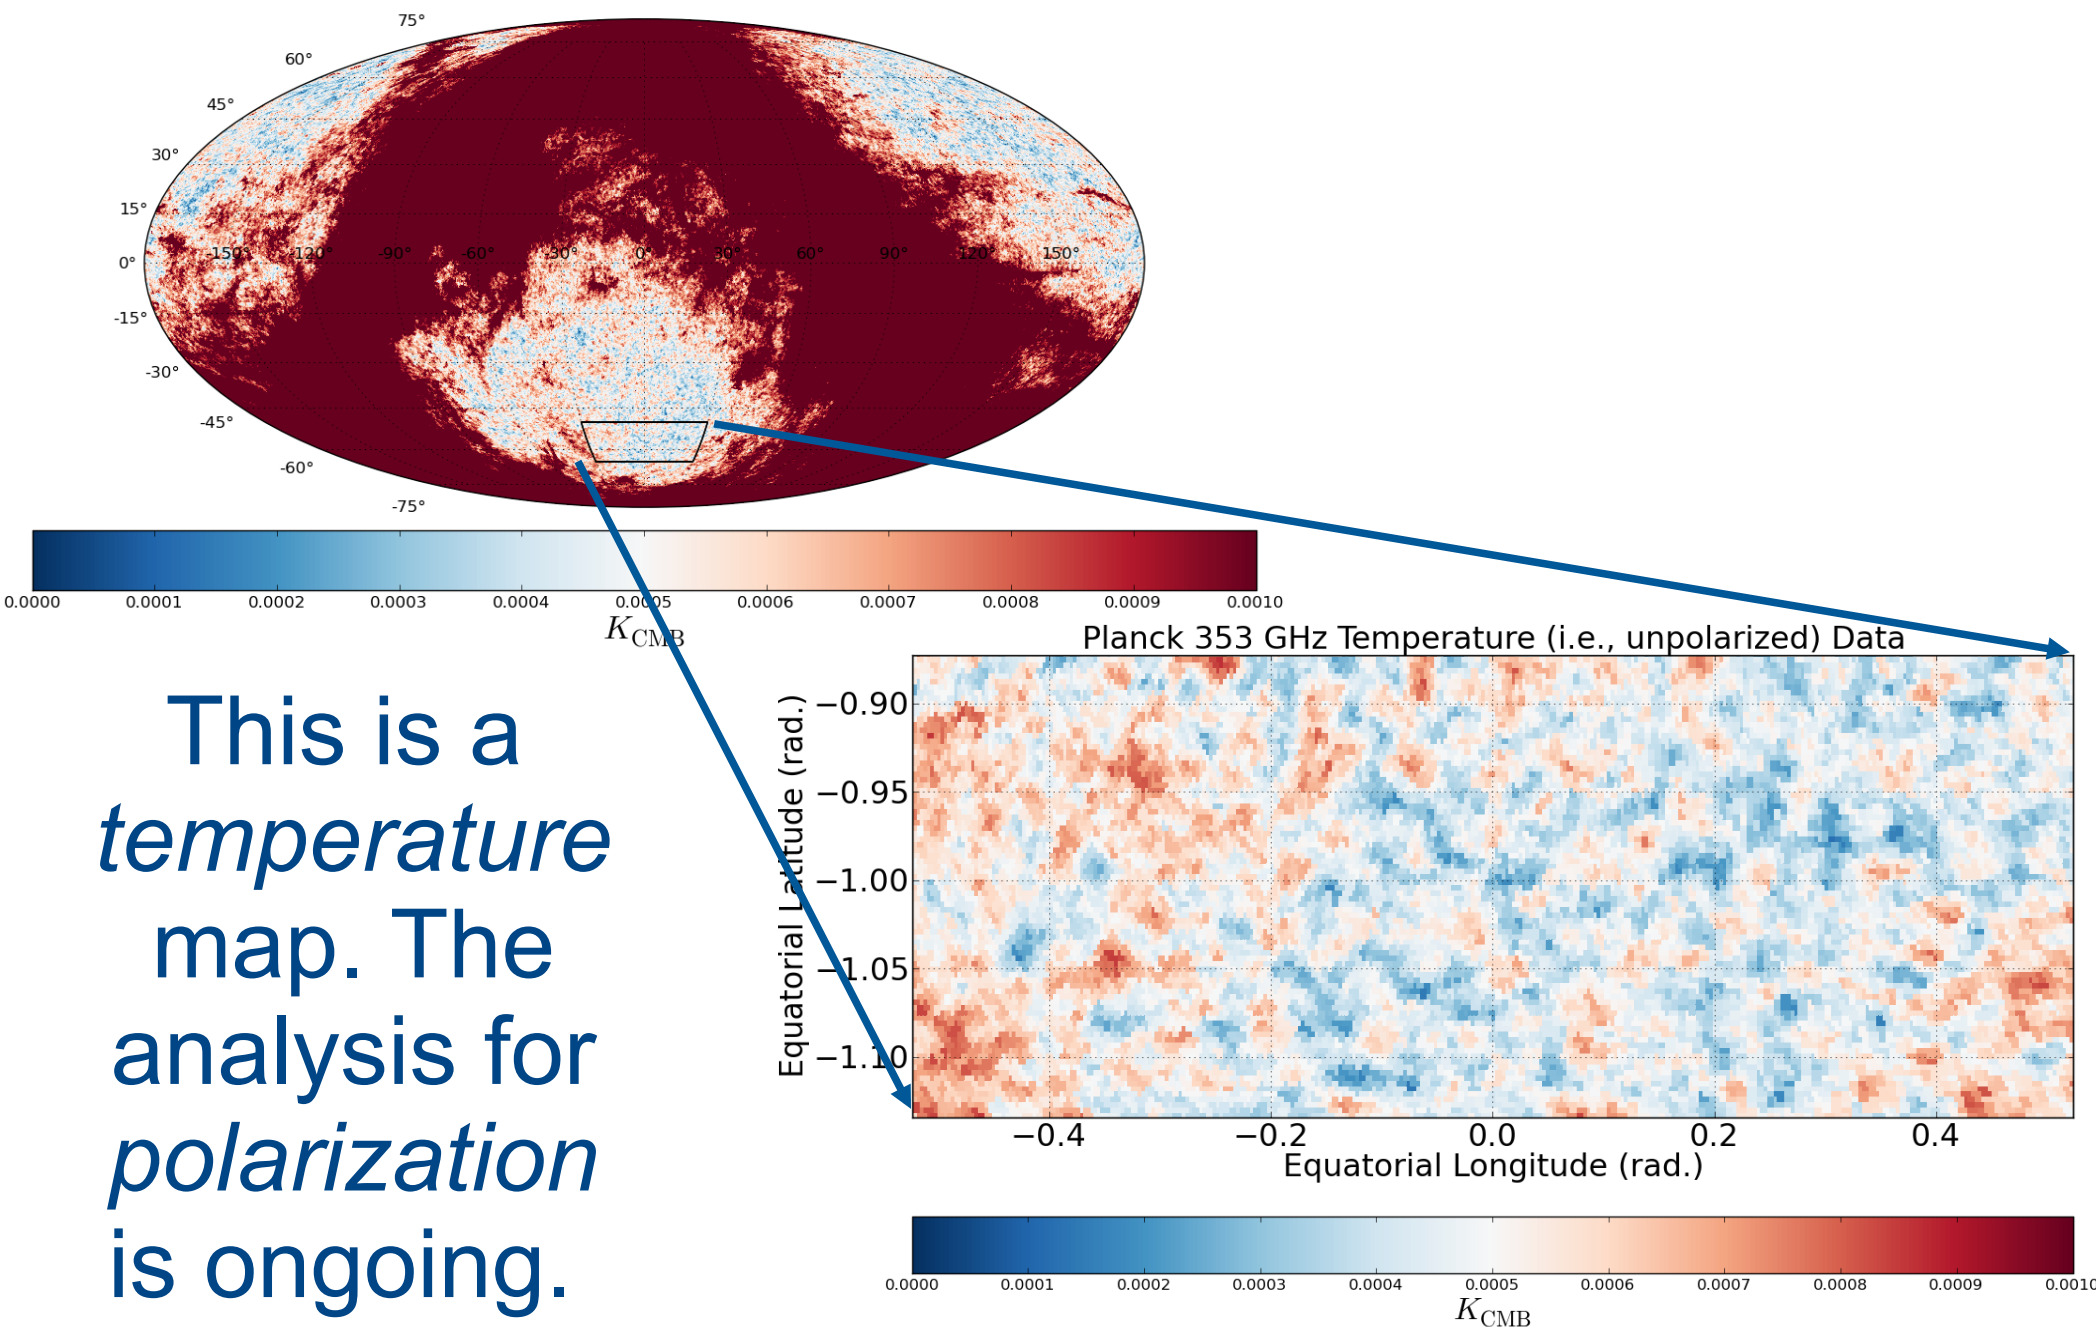 75°
60°
45°
30°
15°
0°
-15°
-30°
-45°
-60°
-75°
-150° -120° -90° -60° -30° 0° 30° 60° 90° 120° 150°
0.0000 0.0001 0.0002 0.0003 0.0004 0.0005 0.0006 0.0007 0.0008 0.0009 0.0010
K_CMB
This is a
temperature
map. The
analysis for
polarization
is ongoing.
Planck 353 GHz Temperature (i.e., unpolarized) Data
Equatorial Latitude (rad.)
−0.90
−0.95
−1.00
−1.05
−1.10
−0.4 −0.2 0.0 0.2 0.4
Equatorial Longitude (rad.)
0.0000 0.0001 0.0002 0.0003 0.0004 0.0005 0.0006 0.0007 0.0008 0.0009 0.0010
K_CMB